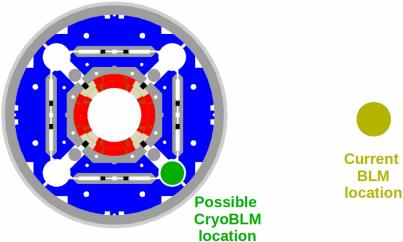 Possible
CryoBLM
location
Current
BLM
location